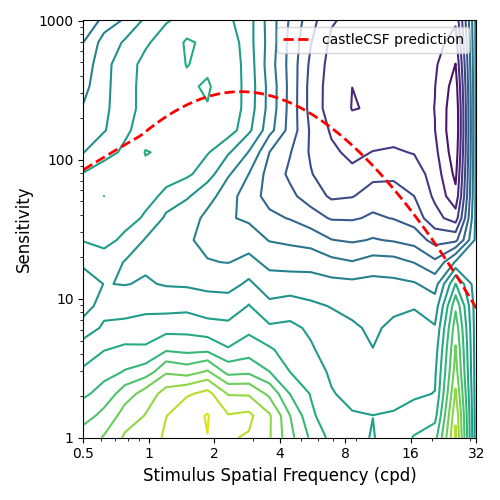 1000
castleCSF prediction
100
Sensitivity
10
1
0.5 1 2 4 8 16 32
Stimulus Spatial Frequency (cpd)